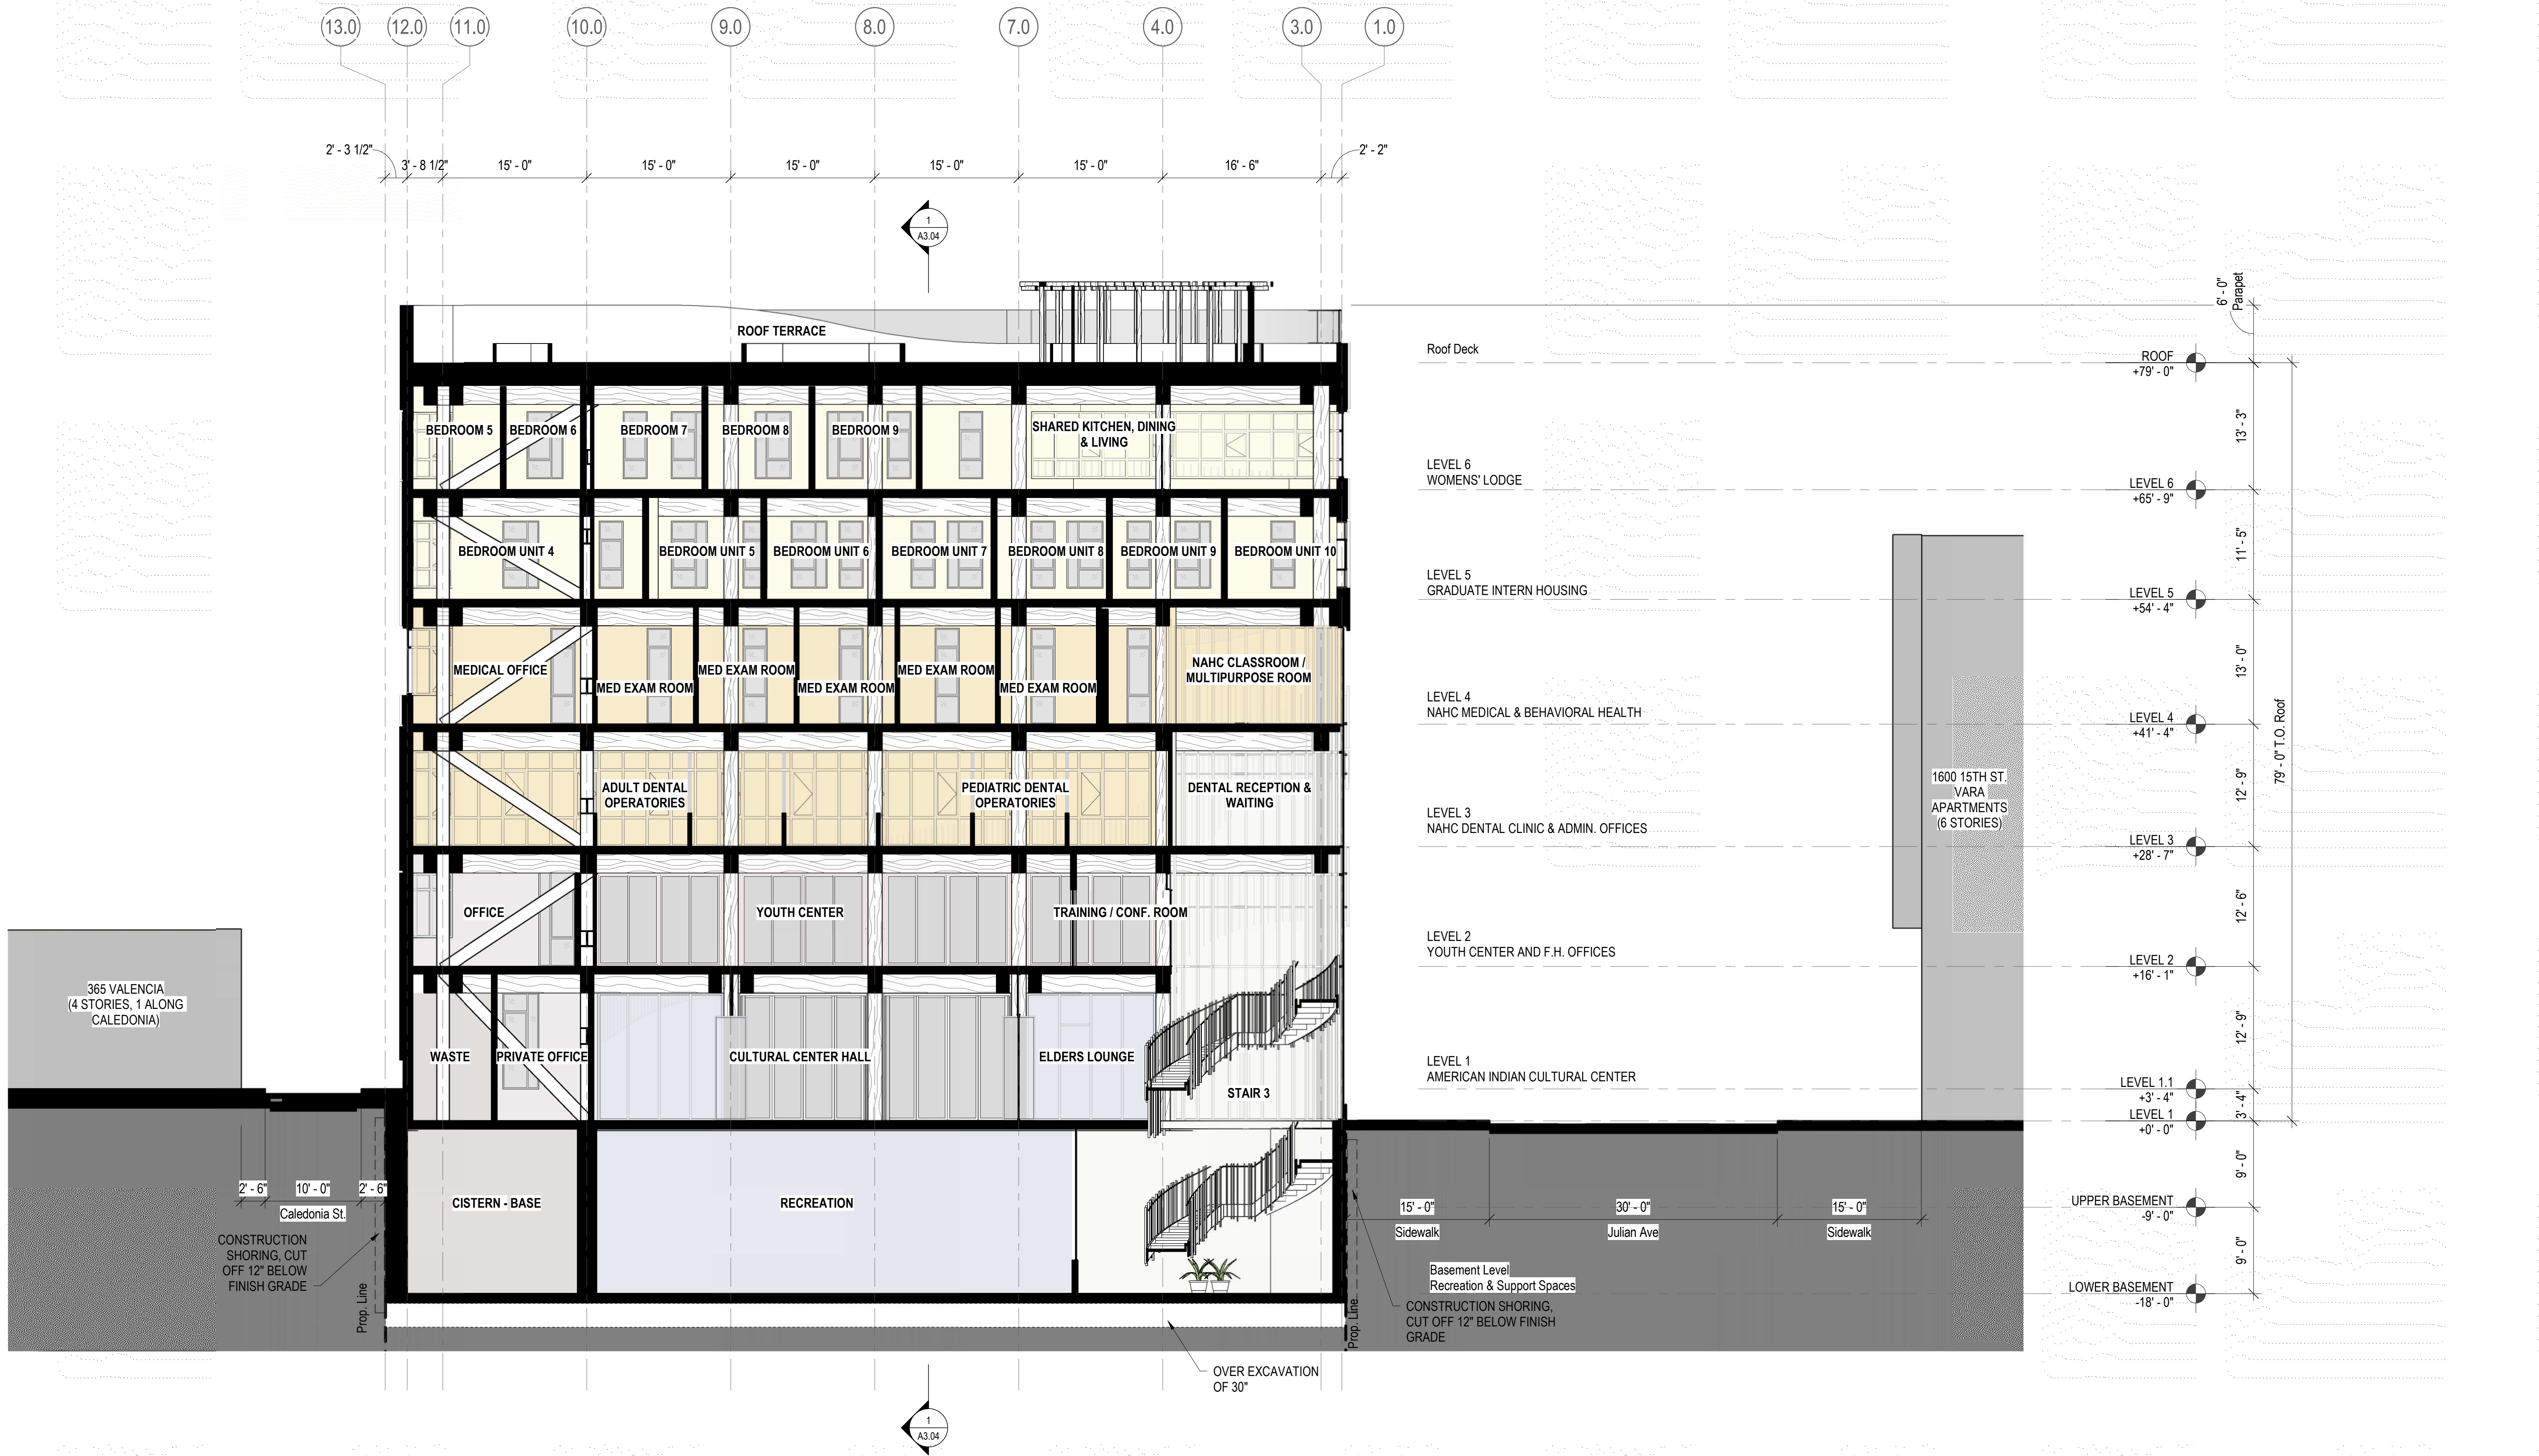 13.0
12.0
11.0
10.0
9.0
8.0
7.0
4.0
3.0
1.0
2' - 3 1/2"
3' - 8 1/2"
15' - 0"
15' - 0"
15' - 0"
15' - 0"
15' - 0"
16' - 6"
2' - 2"
1
A3.04
ROOF TERRACE
6' - 0"
Parapet
Roof Deck
ROOF
+79' - 0"
BEDROOM 5
BEDROOM 6
BEDROOM 7
BEDROOM 8
BEDROOM 9
SHARED KITCHEN, DINING
& LIVING
13' - 3"
LEVEL 6
WOMENS' LODGE
LEVEL 6
+65' - 9"
BEDROOM UNIT 4
BEDROOM UNIT 5
BEDROOM UNIT 6
BEDROOM UNIT 7
BEDROOM UNIT 8
BEDROOM UNIT 9
BEDROOM UNIT 10
11' - 5"
LEVEL 5
GRADUATE INTERN HOUSING
LEVEL 5
+54' - 4"
MEDICAL OFFICE
MED EXAM ROOM
MED EXAM ROOM
MED EXAM ROOM
MED EXAM ROOM
MED EXAM ROOM
NAHC CLASSROOM /
MULTIPURPOSE ROOM
13' - 0"
LEVEL 4
NAHC MEDICAL & BEHAVIORAL HEALTH
LEVEL 4
+41' - 4"
79' - 0" T.O. Roof
ADULT DENTAL
OPERATORIES
PEDIATRIC DENTAL
OPERATORIES
DENTAL RECEPTION &
WAITING
1600 15TH ST.
VARA
APARTMENTS
(6 STORIES)
12' - 9"
LEVEL 3
NAHC DENTAL CLINIC & ADMIN. OFFICES
LEVEL 3
+28' - 7"
OFFICE
YOUTH CENTER
TRAINING / CONF. ROOM
12' - 6"
LEVEL 2
YOUTH CENTER AND F.H. OFFICES
LEVEL 2
+16' - 1"
365 VALENCIA
(4 STORIES, 1 ALONG
CALEDONIA)
WASTE
PRIVATE OFFICE
CULTURAL CENTER HALL
ELDERS LOUNGE
STAIR 3
12' - 9"
LEVEL 1
AMERICAN INDIAN CULTURAL CENTER
LEVEL 1.1
+3' - 4"
3' - 4"
LEVEL 1
+0' - 0"
2' - 6"
10' - 0"
2' - 6"
Caledonia St.
CISTERN - BASE
RECREATION
15' - 0"
Sidewalk
30' - 0"
Julian Ave
15' - 0"
Sidewalk
9' - 0"
UPPER BASEMENT
-9' - 0"
CONSTRUCTION
SHORING, CUT
OFF 12" BELOW
FINISH GRADE
Prop. Line
Prop. Line
Basement Level
Recreation & Support Spaces
CONSTRUCTION SHORING,
CUT OFF 12" BELOW FINISH
GRADE
9' - 0"
LOWER BASEMENT
-18' - 0"
OVER EXCAVATION
OF 30"
1
A3.04